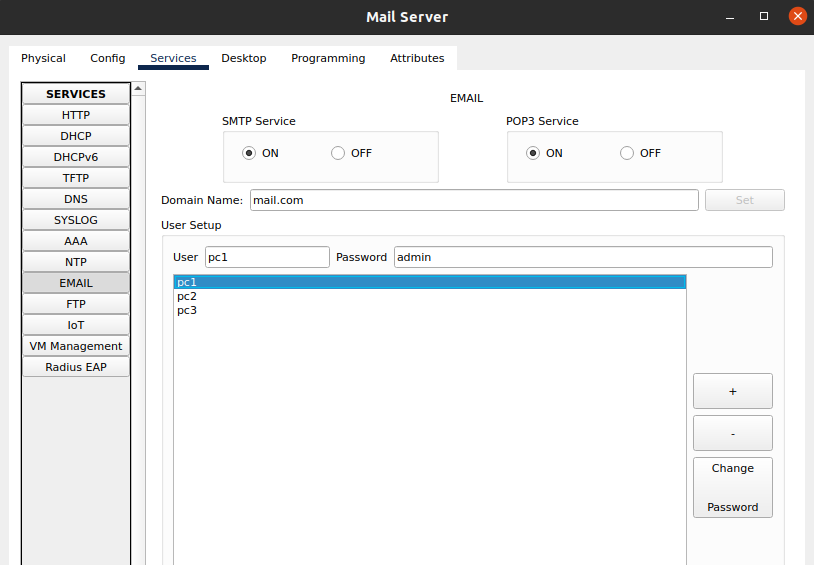 Mail Server
Physical Config Services Desktop Programming Attributes
SERVICES
HTTP
DHCP
DHCPv6
TFTP
DNS
SYSLOG
AAA
NTP
EMAIL
FTP
IoT
VM Management
Radius EAP
EMAIL
SMTP Service POP3 Service
ON OFF ON OFF
Domain Name: mail.com Set
User Setup
User pc1 Password admin
pc1
pc2
pc3
+
-
Change
Password